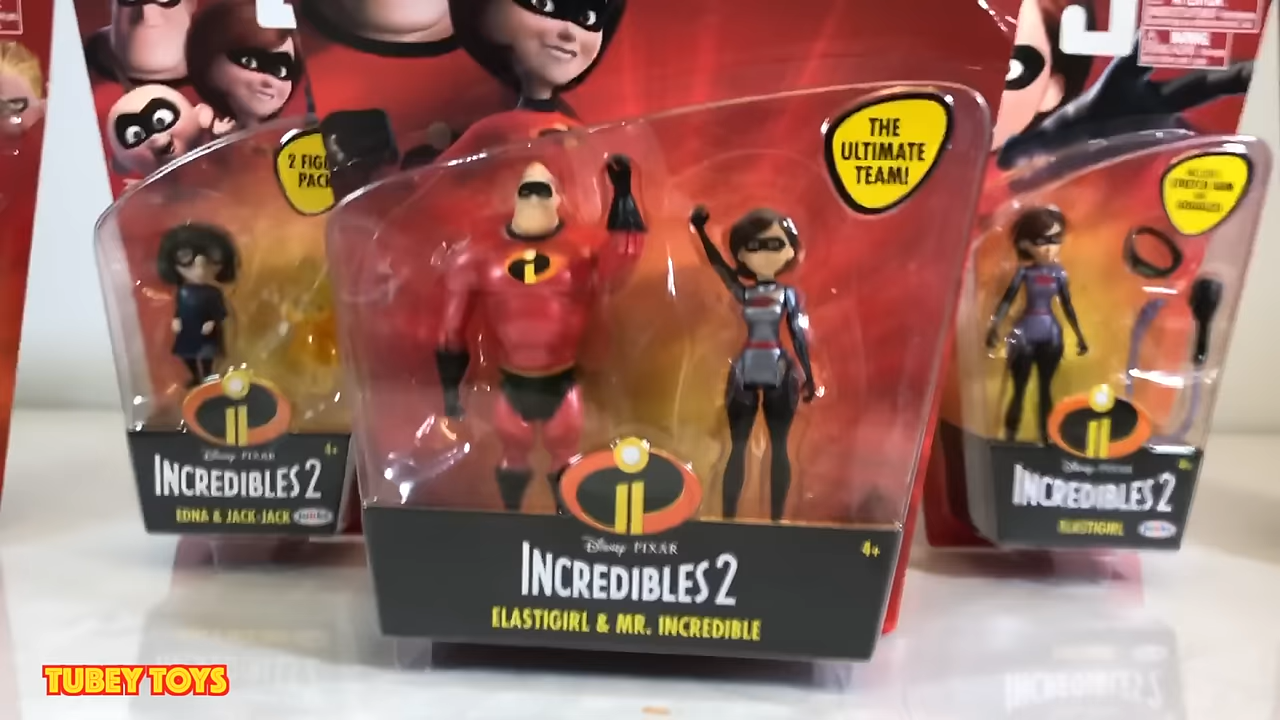 2 FIG
PACK
Disney PIXAR
INCREDIBLES 2
EDNA & JACK-JACK
4+
THE
ULTIMATE
TEAM!
Disney PIXAR
INCREDIBLES 2
ELASTIGIRL & MR. INCREDIBLE
4+
Disney PIXAR
INCREDIBLES 2
ELASTIGIRL
TUBEY TOYS